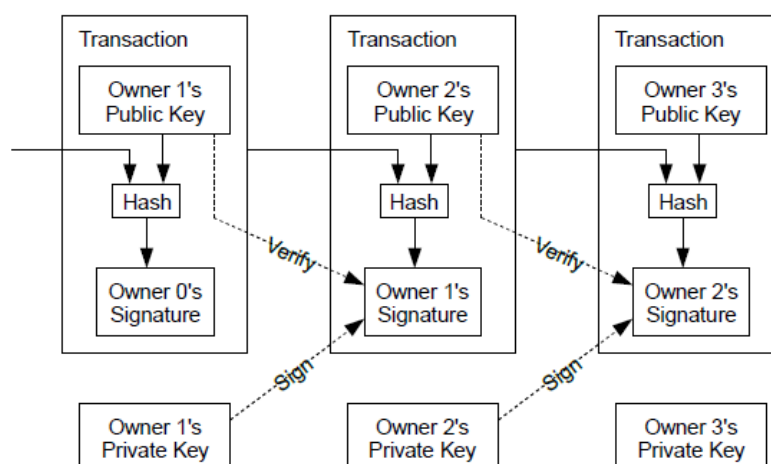 Transaction
Transaction
Transaction
Owner 1's
Public Key
Owner 2's
Public Key
Owner 3's
Public Key
Hash
Hash
Hash
Verify
Verify
Owner 0's
Signature
Owner 1's
Signature
Owner 2's
Signature
Sign
Sign
Owner 1's
Private Key
Owner 2's
Private Key
Owner 3's
Private Key